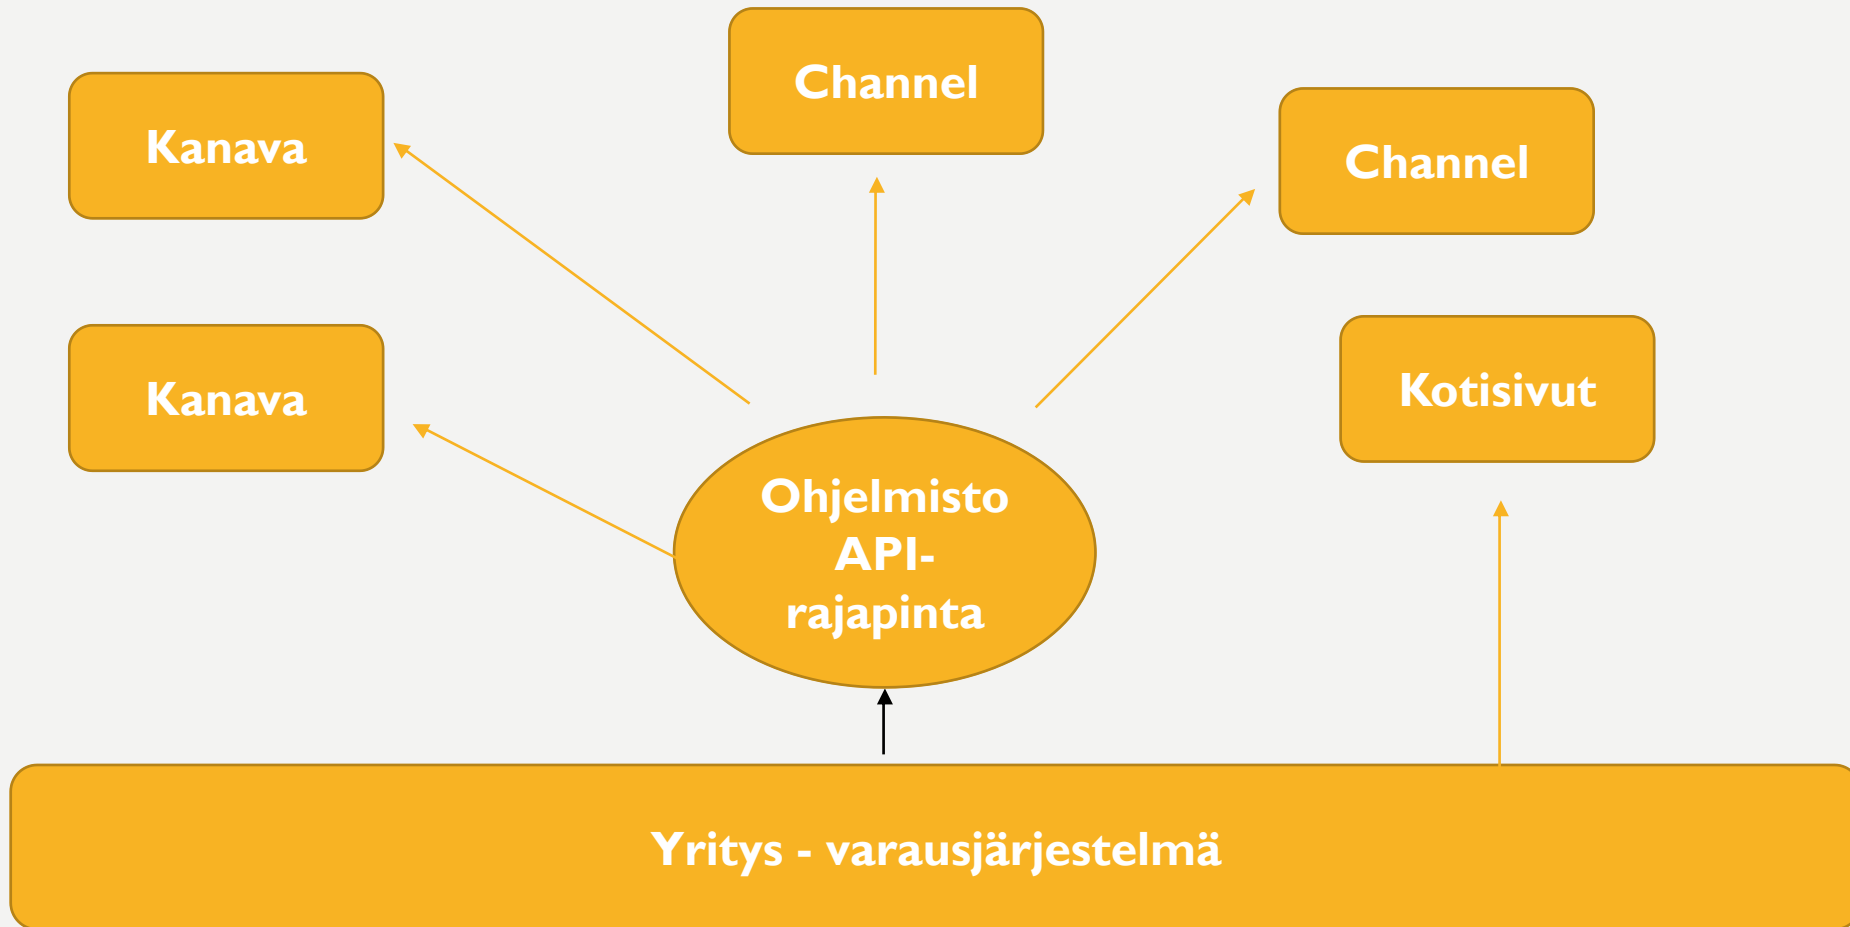 Channel
Kanava
Channel
Kanava
Kotisivut
Ohjelmisto
API-
rajapinta
Yritys - varausjärjestelmä